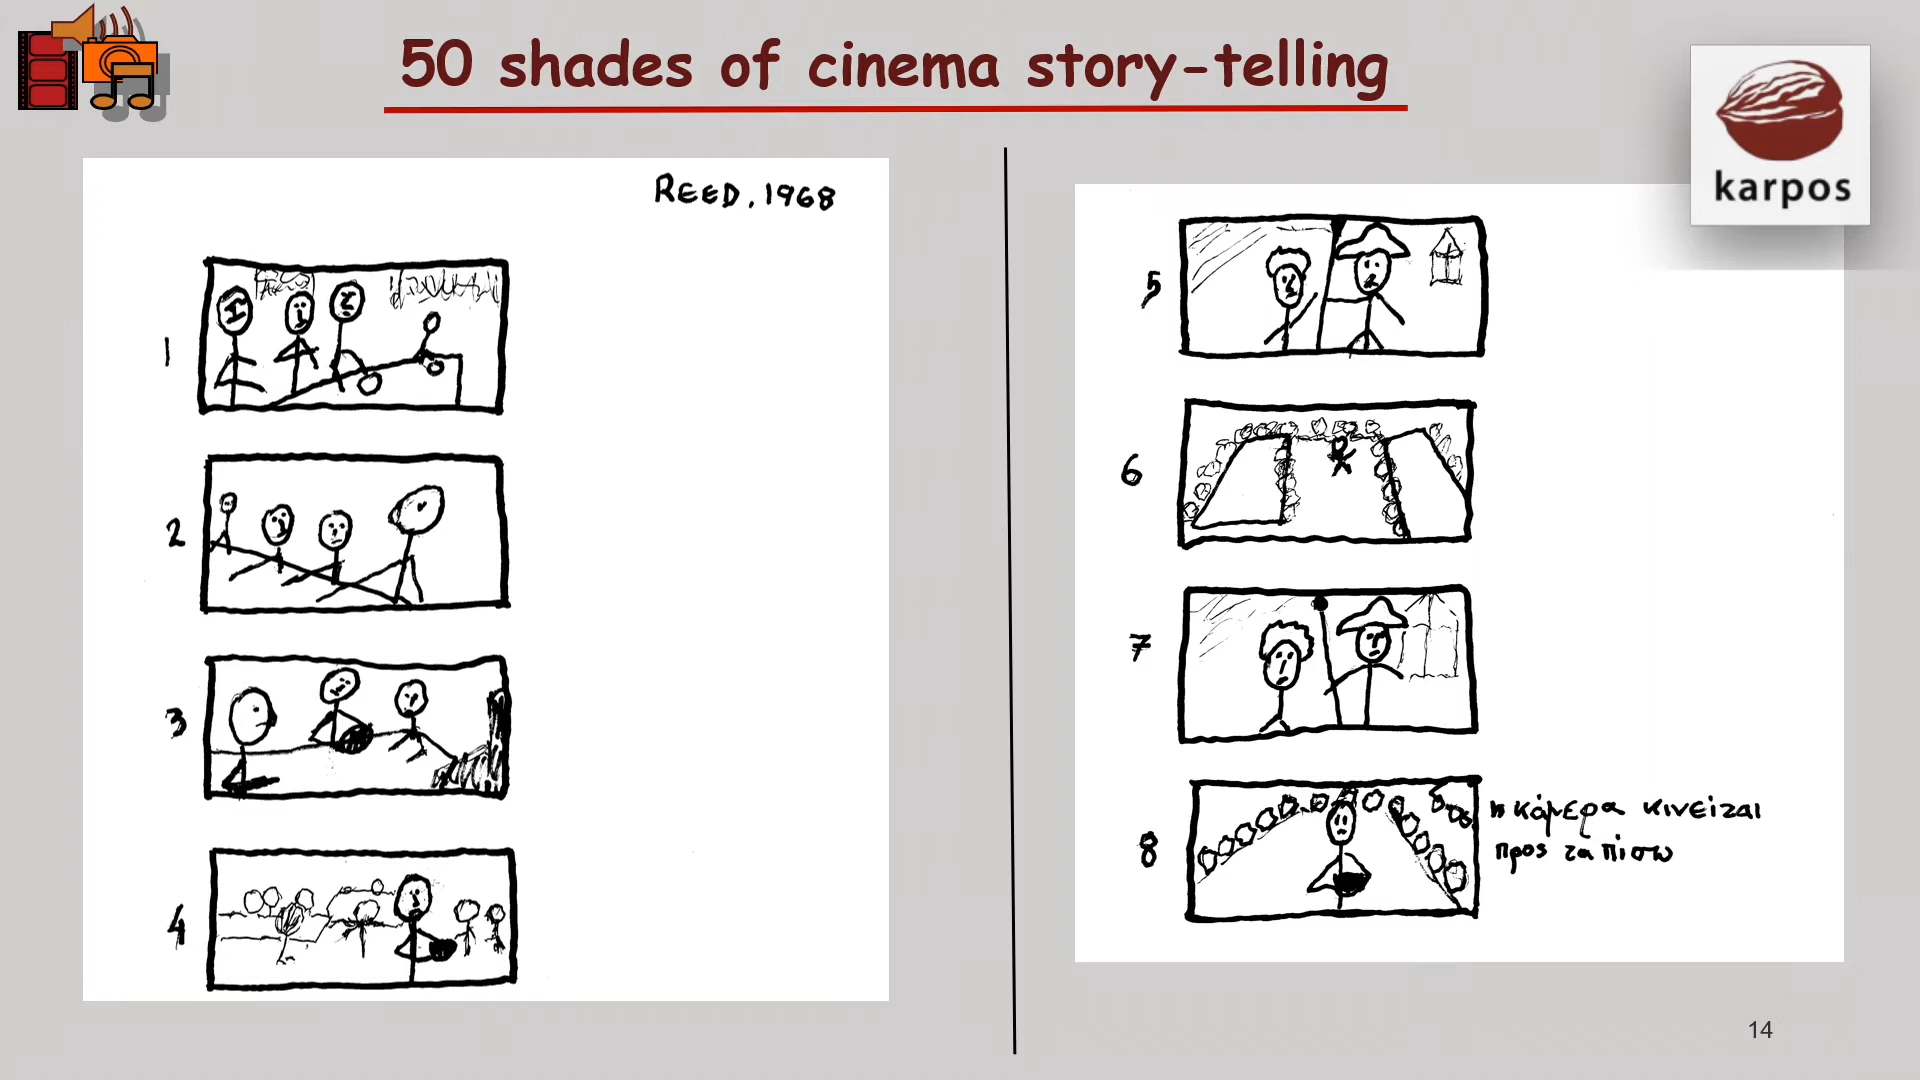 50 shades of cinema story-telling
karpos
REED, 1968
1
2
3
4
5
6
7
8
η κάμερα κινείται
προς τα πίσω
14